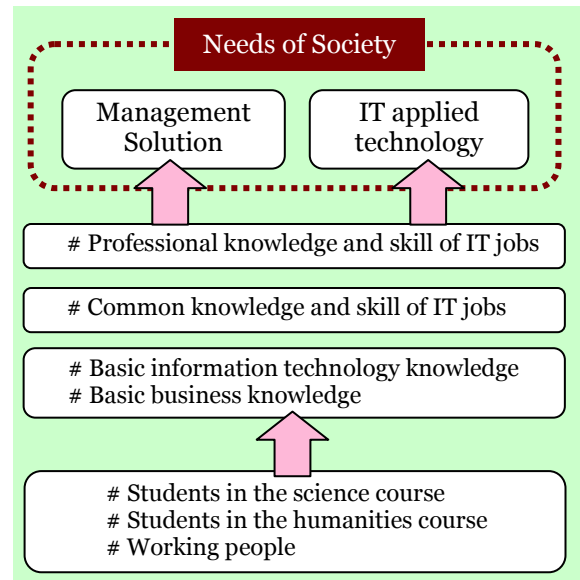 Needs of Society
Management
Solution
IT applied
technology
# Professional knowledge and skill of IT jobs
# Common knowledge and skill of IT jobs
# Basic information technology knowledge
# Basic business knowledge
# Students in the science course
# Students in the humanities course
# Working people